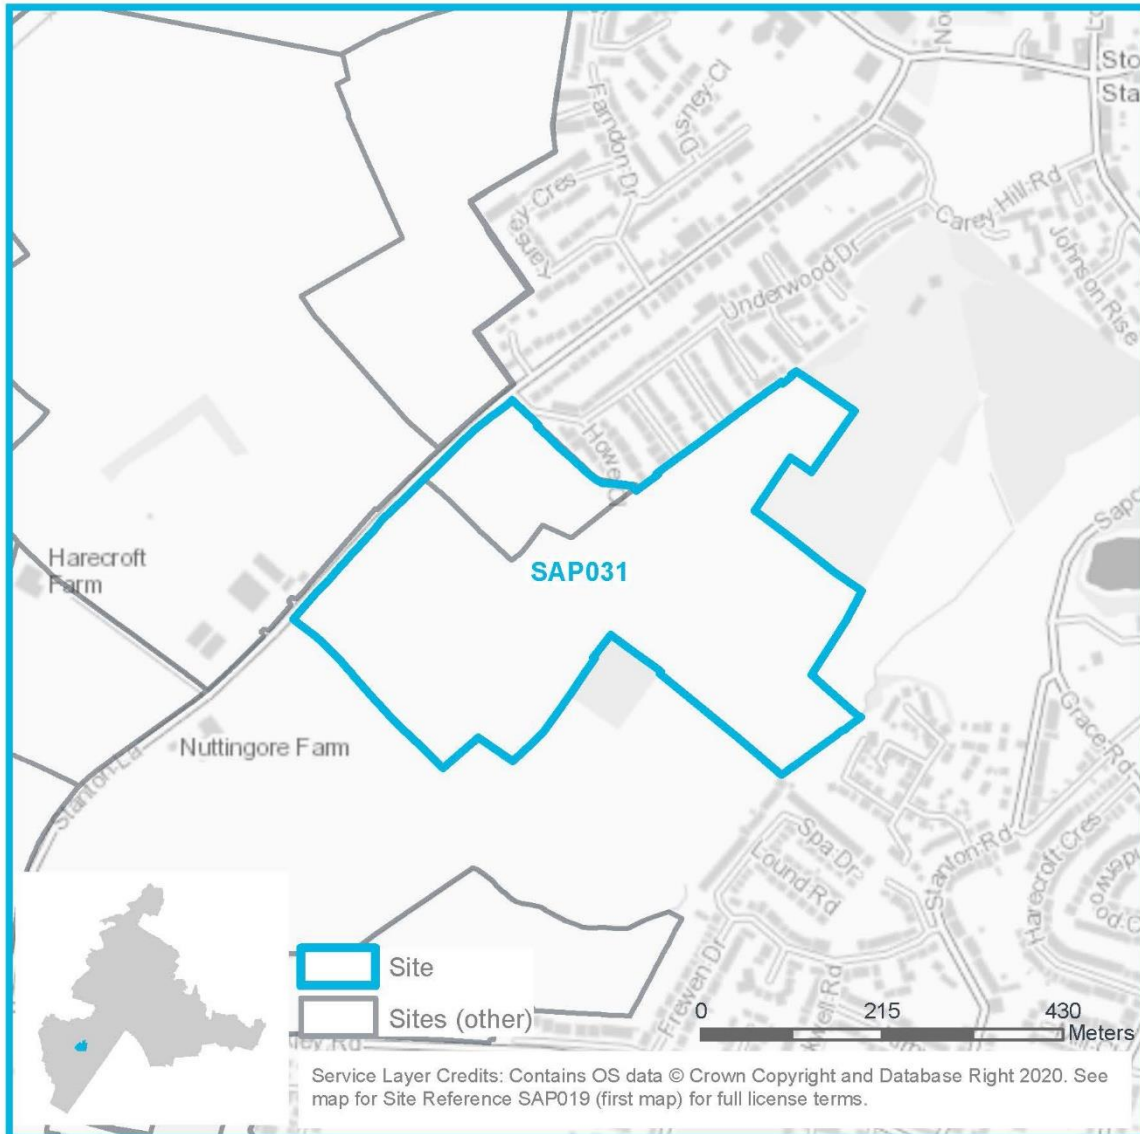 Sto
Sta
Farndon·Dr
Disney·Cl
Carey·Hill·Rd
Johnson·Rise
Underwood·Dr
Harecroft
Farm
SAP031
Nuttingore Farm
Stanton·La
Grace·Rd
Spa·Dr
Lound·Rd
Stanton·Rd
Harecroft·Cres
Frewen·Dr
Site
Sites (other)
0 215 430
Meters
Service Layer Credits: Contains OS data © Crown Copyright and Database Right 2020. See
map for Site Reference SAP019 (first map) for full license terms.